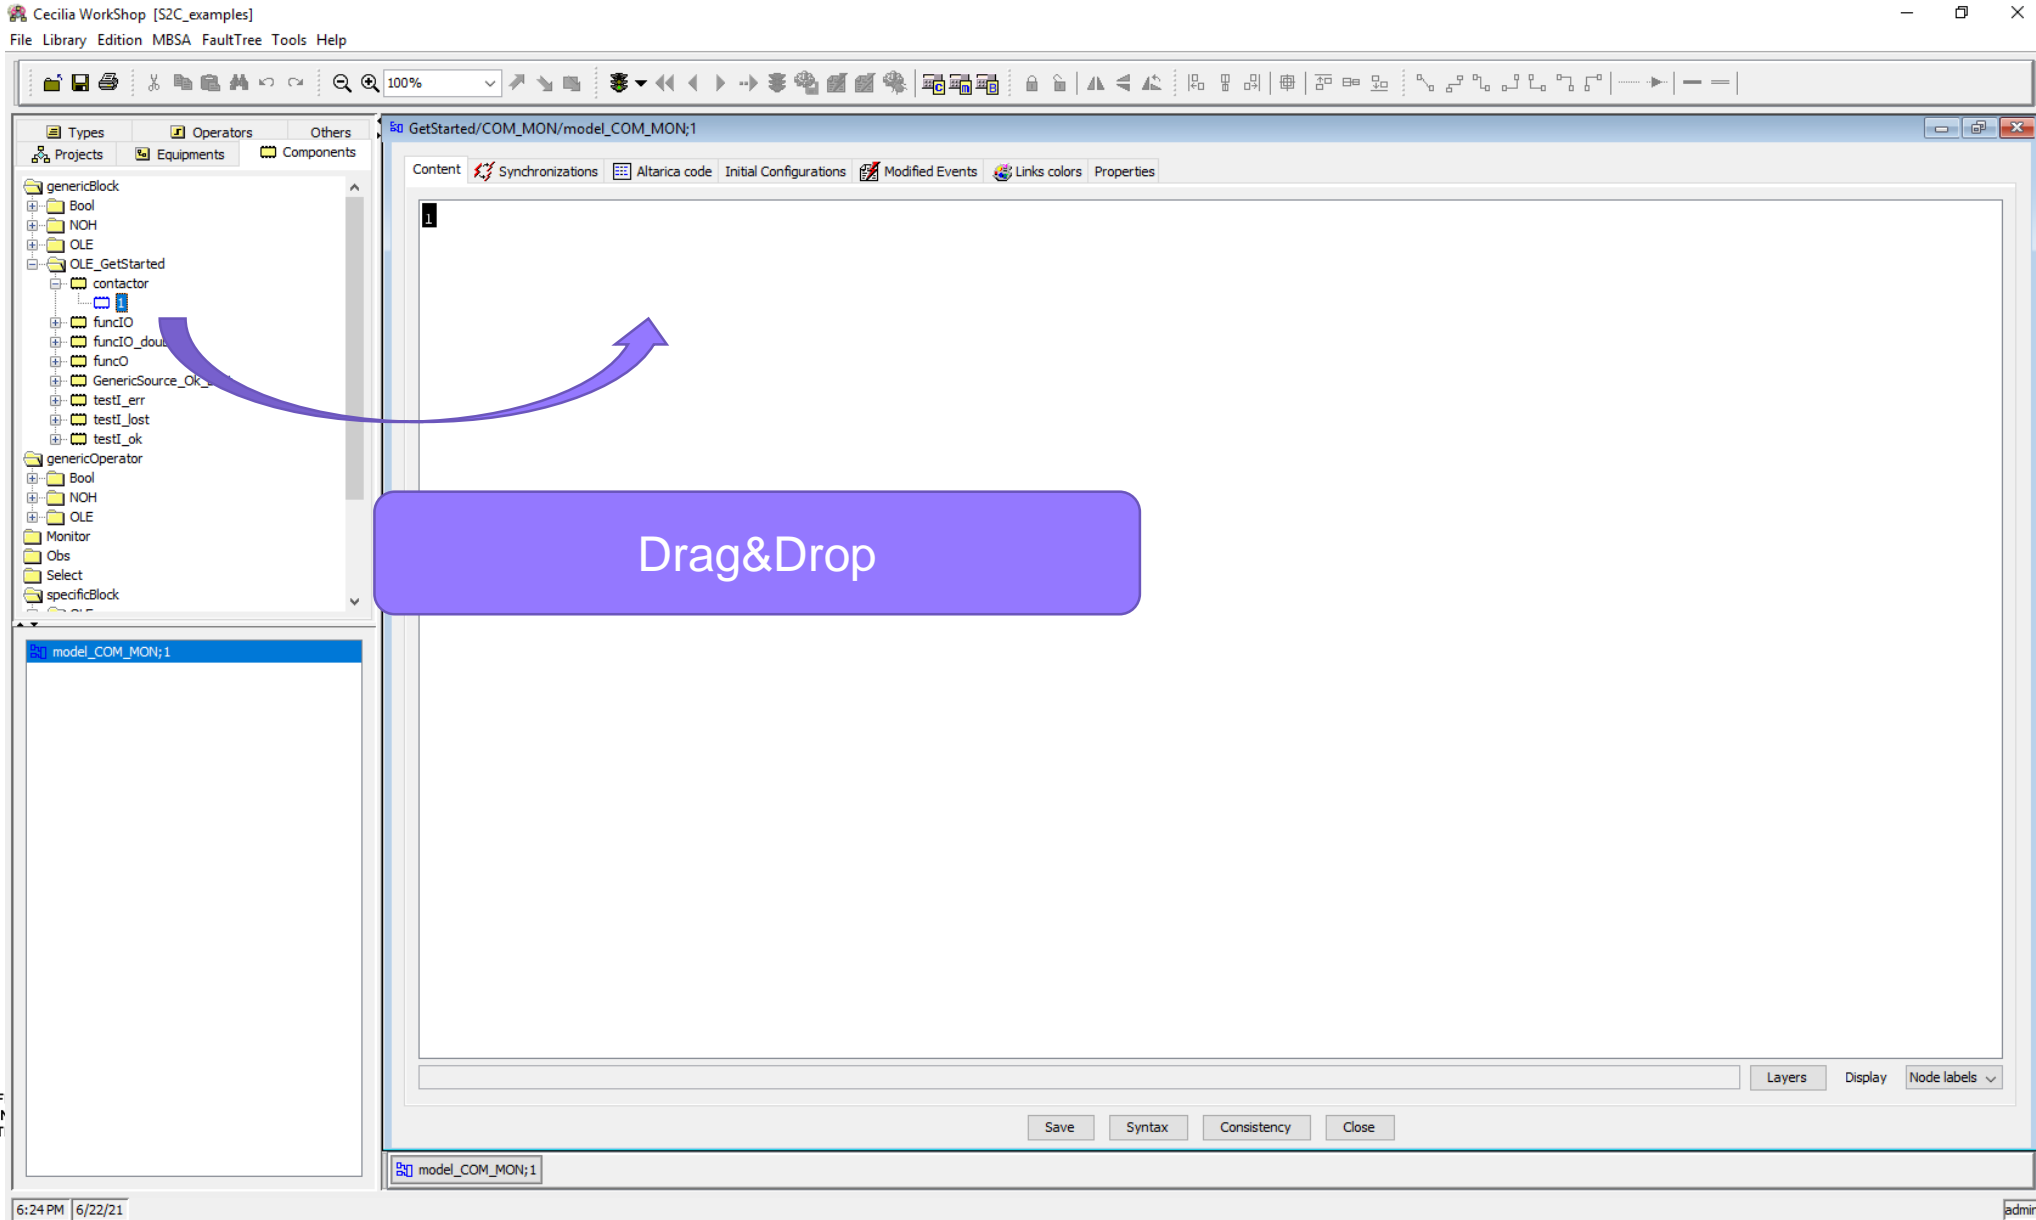 Cecilia WorkShop [S2C_examples]
File Library Edition MBSA FaultTree Tools Help
100%
Types Operators Others
Projects Equipments Components
genericBlock
Bool
NOH
OLE
OLE_GetStarted
contactor
1
funcIO
funcO
testI_err
testI_lost
testI_ok
genericOperator
Bool
NOH
OLE
Monitor
Obs
Select
specificBlock
model_COM_MON;1
GetStarted/COM_MON/model_COM_MON;1
Content Synchronizations Altarica code Initial Configurations Modified Events Links colors Properties
1
Drag&Drop
Layers Display Node labels
Save Syntax Consistency Close
model_COM_MON;1
6:24 PM 6/22/21
admin